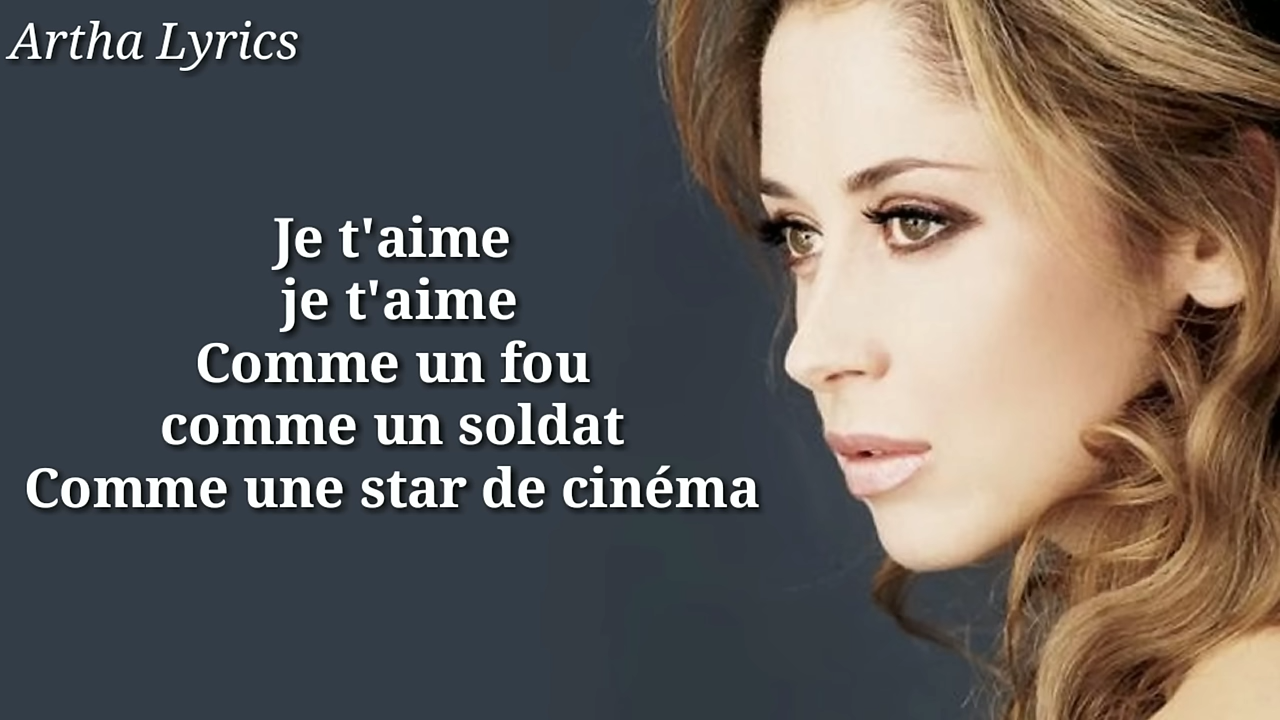 Artha Lyrics
Je t'aime
je t'aime
Comme un fou
comme un soldat
Comme une star de cinéma